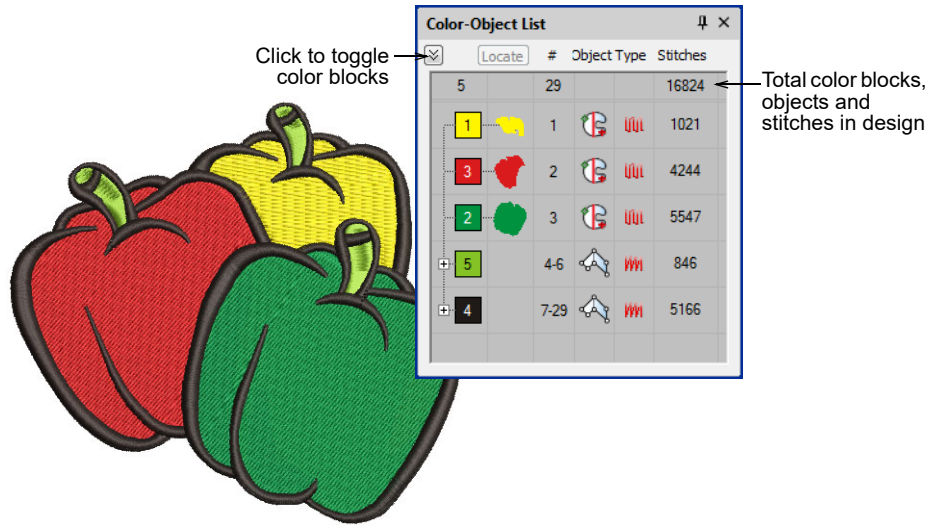 Color-Object List
Click to toggle
color blocks
Locate # Object Type Stitches
5 29 16824
Total color blocks,
objects and
stitches in design
1 1 1021
3 2 4244
2 3 5547
5 4-6 846
4 7-29 5166